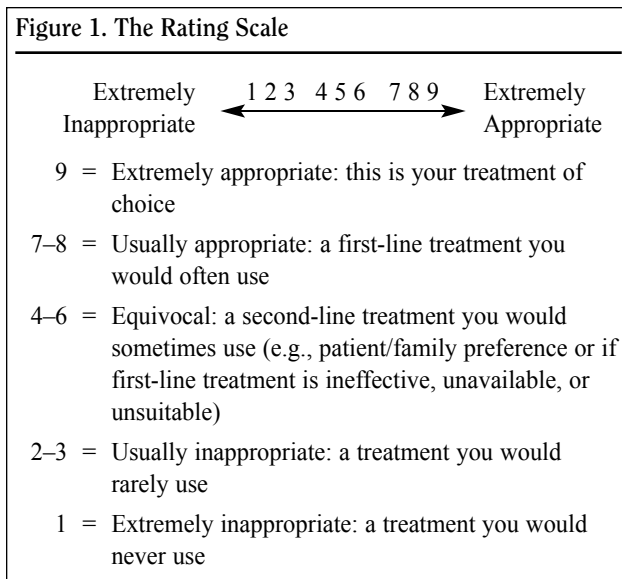 Figure 1. The Rating Scale
Extremely 1 2 3 4 5 6 7 8 9 Extremely
Inappropriate Appropriate
9 = Extremely appropriate: this is your treatment of
choice
7–8 = Usually appropriate: a first-line treatment you
would often use
4–6 = Equivocal: a second-line treatment you would
sometimes use (e.g., patient/family preference or if
first-line treatment is ineffective, unavailable, or
unsuitable)
2–3 = Usually inappropriate: a treatment you would
rarely use
1 = Extremely inappropriate: a treatment you would
never use